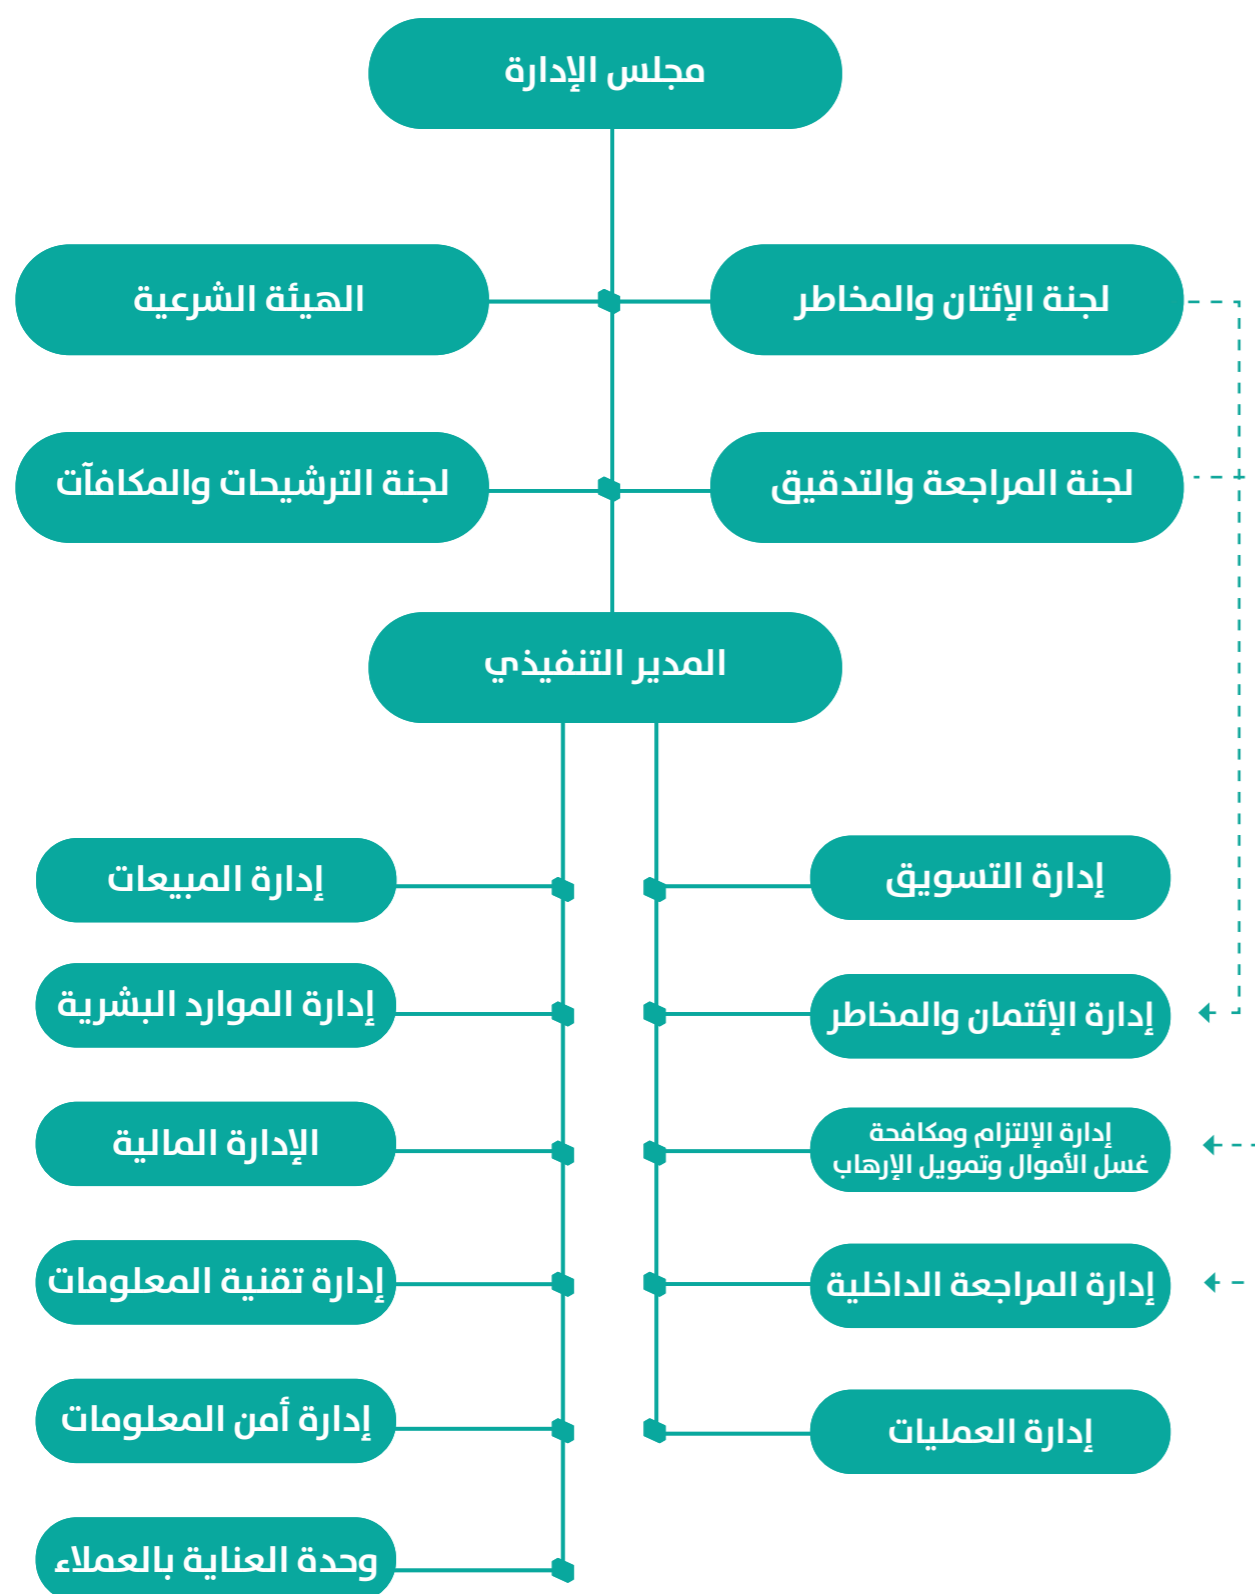 مجلس الإدارة
لجنة الإئتان والمخاطر
الهيئة الشرعية
لجنة المراجعة والتدقيق
لجنة الترشيحات والمكافآت
المدير التنفيذي
إدارة التسويق
إدارة المبيعات
إدارة الإئتمان والمخاطر
إدارة الموارد البشرية
إدارة الإلتزام ومكافحة
غسل الأموال وتمويل الإرهاب
الإدارة المالية
إدارة المراجعة الداخلية
إدارة تقنية المعلومات
إدارة العمليات
إدارة أمن المعلومات
وحدة العناية بالعملاء